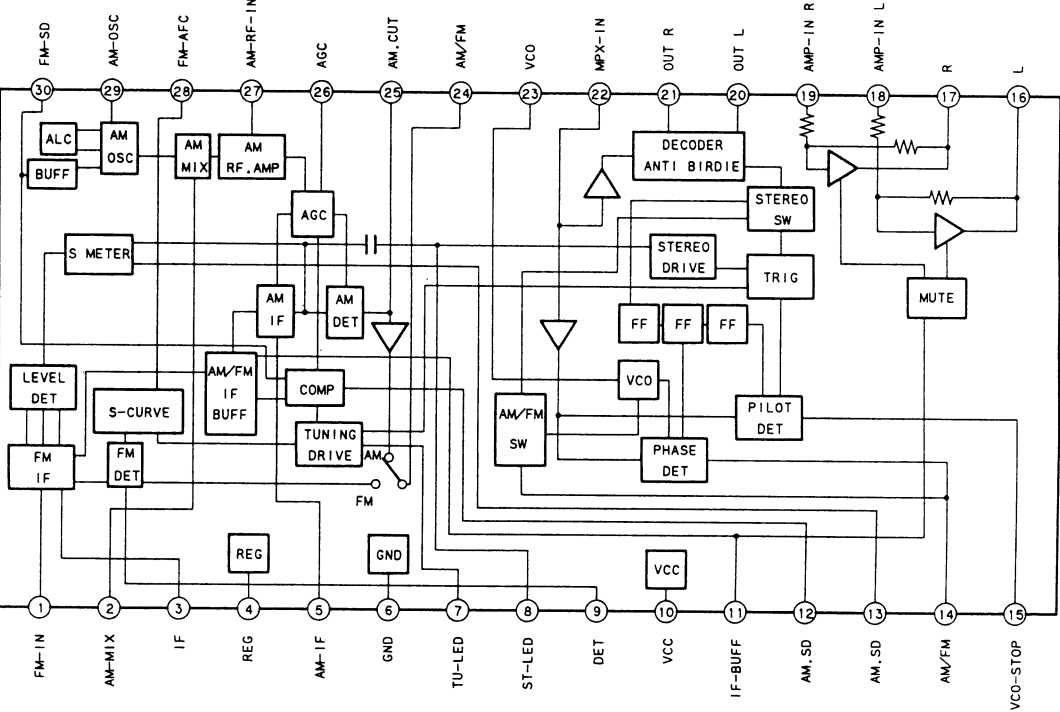 FM-SD
AM-OSC
FM-AFC
AM-RF-IN
AGC
AM.CUT
AM/FM
VCO
MPX-IN
OUT R
OUT L
AMP-IN R
AMP-IN L
R
L
30
29
28
27
26
25
24
23
22
21
20
19
18
17
16
ALC
AM
OSC
BUFF
AM
MIX
AM
RF.AMP
DECODER
ANTI BIRDIE
AGC
STEREO
SW
S METER
STEREO
DRIVE
TRIG
MUTE
AM
IF
AM
DET
FF
FF
FF
LEVEL
DET
AM/FM
IF
BUFF
COMP
VCO
S-CURVE
AM/FM
SW
PILOT
DET
TUNING
DRIVE
FM
IF
FM
DET
AM
PHASE
DET
FM
REG
GND
VCC
1
2
3
4
5
6
7
8
9
10
11
12
13
14
15
FM-IN
AM-MIX
IF
REG
AM-IF
GND
TU-LED
ST-LED
DET
VCC
IF-BUFF
AM.SD
AM.SD
AM/FM
VCO-STOP